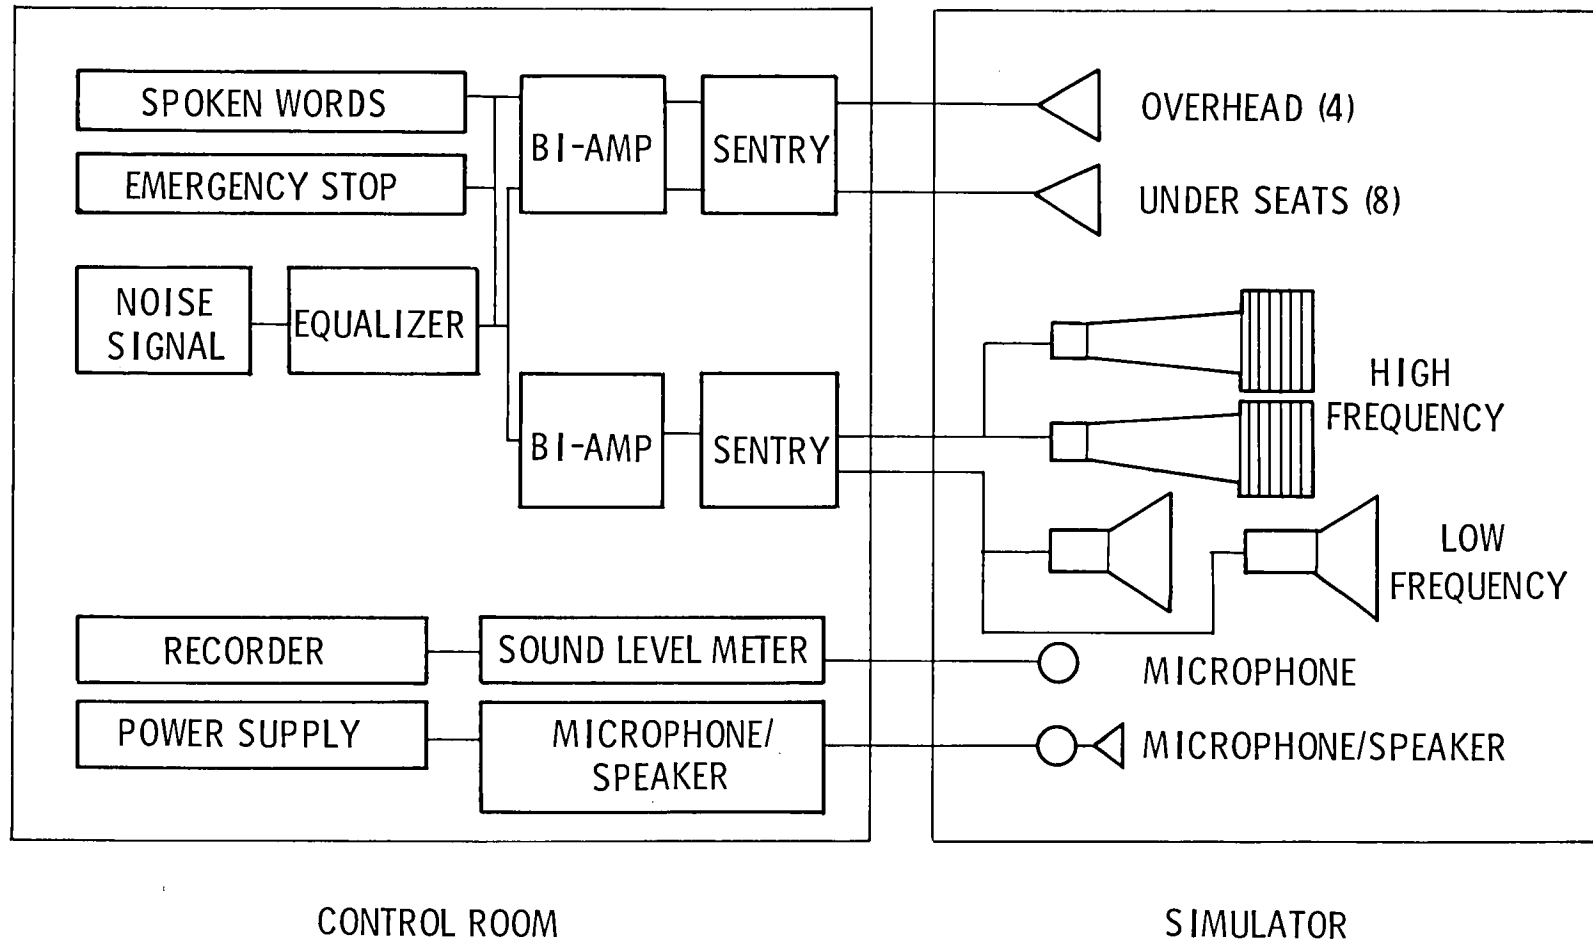 SPOKEN WORDS
EMERGENCY STOP
NOISE
SIGNAL
EQUALIZER
BI-AMP
SENTRY
BI-AMP
SENTRY
RECORDER
SOUND LEVEL METER
POWER SUPPLY
MICROPHONE/
SPEAKER
OVERHEAD (4)
UNDER SEATS (8)
HIGH
FREQUENCY
LOW
FREQUENCY
MICROPHONE
MICROPHONE/SPEAKER
CONTROL ROOM
SIMULATOR